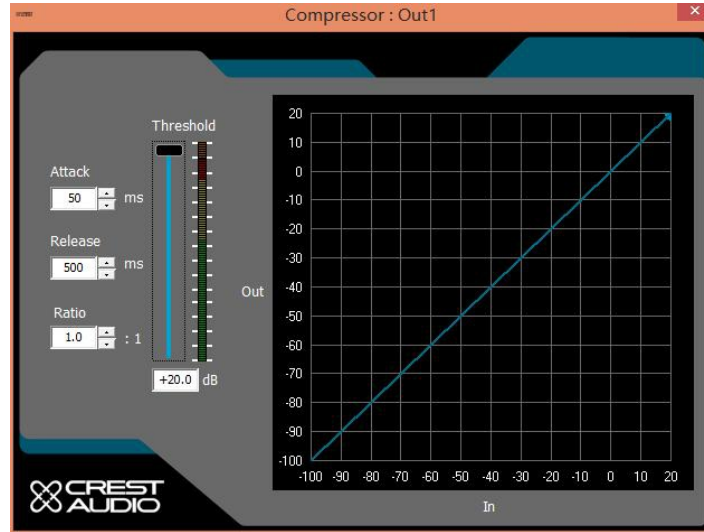 Compressor : Out1
Threshold
Attack
50 ms
Release
500 ms
Ratio
1.0 : 1
+20.0 dB
Out
20
10
0
-10
-20
-30
-40
-50
-60
-70
-80
-90
-100
-100 -90 -80 -70 -60 -50 -40 -30 -20 -10 0 10 20
In
CREST
AUDIO